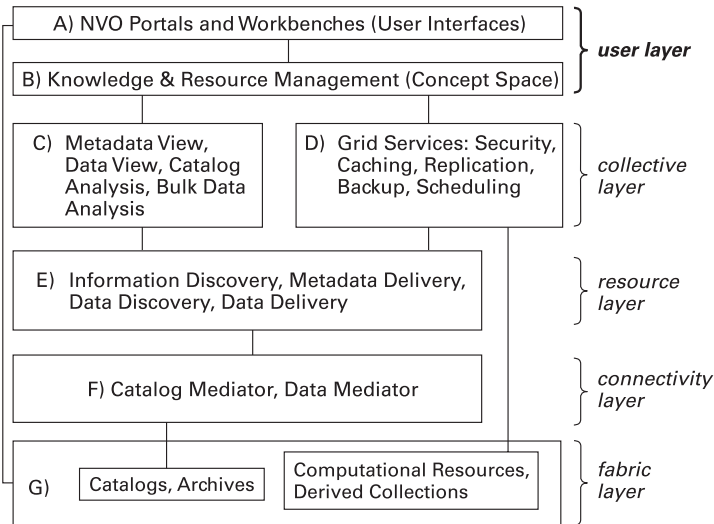 A) NVO Portals and Workbenches (User Interfaces)
user layer
B) Knowledge & Resource Management (Concept Space)
C) Metadata View,
Data View, Catalog
Analysis, Bulk Data
Analysis
D) Grid Services: Security,
Caching, Replication,
Backup, Scheduling
collective
layer
E) Information Discovery, Metadata Delivery,
Data Discovery, Data Delivery
resource
layer
F) Catalog Mediator, Data Mediator
connectivity
layer
G)
Catalogs, Archives
Computational Resources,
Derived Collections
fabric
layer